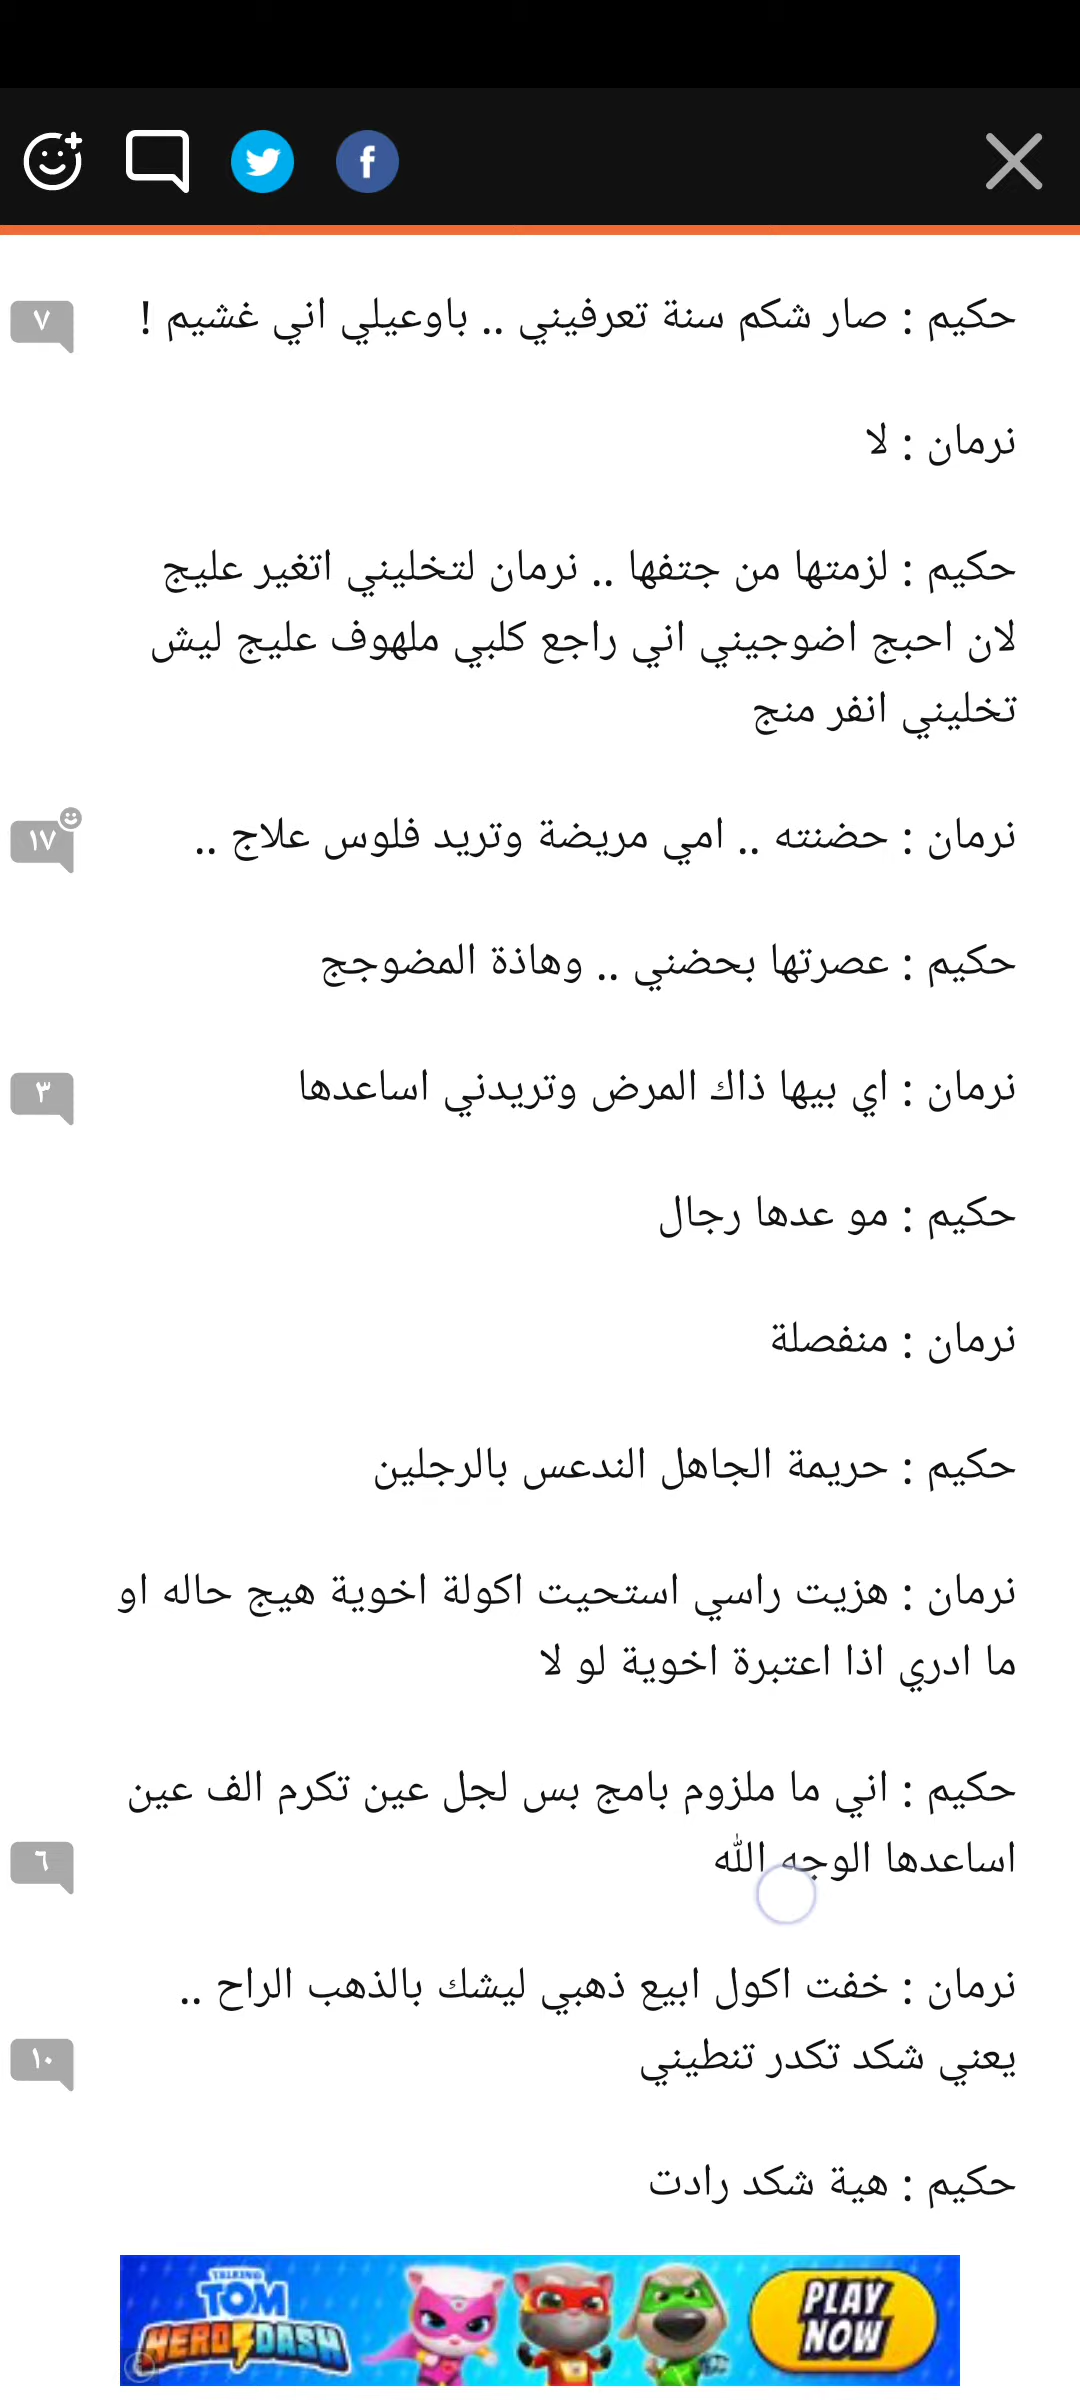 حكيم : صار شكم سنة تعرفيني .. باوعيلي اني غشيم !
٧
نرمان : لا
حكيم : لزمتها من جتفها .. نرمان لتخليني اتغير عليج
لان احبج اضوجيني اني راجع كلبي ملهوف عليج ليش
تخليني انفر منج
نرمان : حضنته .. امي مريضة وتريد فلوس علاج ..
١٧
حكيم : عصرتها بحضني .. وهاذة المضوجج
نرمان : اي بيها ذاك المرض وتريدني اساعدها
٣
حكيم : مو عدها رجال
نرمان : منفصلة
حكيم : حريمة الجاهل الندعس بالرجلين
نرمان : هزيت راسي استحيت اكولة اخوية هيج حاله او
ما ادري اذا اعتبرة اخوية لو لا
حكيم : اني ما ملزوم بامج بس لجل عين تكرم الف عين
اساعدها الوجه الله
٦
نرمان : خفت اكول ابيع ذهبي ليشك بالذهب الراح ..
يعني شكد تكدر تنطيني
١٠
حكيم : هية شكد رادت
TALKING
TOM
HERO DASH
PLAY
NOW